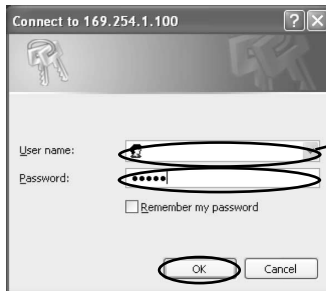 Connect to 169.254.1.100
User name:
Password: •••••
Remember my password
OK Cancel